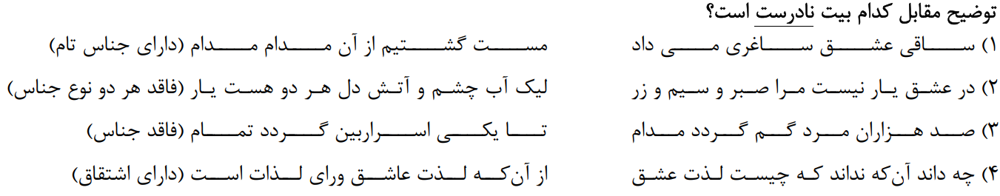 توضیح مقابل کدام بیت نادرست است؟
۱) ساقی عشق ساغری می داد مست گشتیم از آن مدام مدام (دارای جناس تام)
۲) در عشق یار نیست مرا صبر و سیم و زر لیک آب چشم و آتش دل هر دو هست یار (فاقد هر دو نوع جناس)
۳) صد هزاران مرد گم گردد مدام تا یکی اسراربین گردد تمام (فاقد جناس)
۴) چه داند آن‌که نداند که چیست لذت عشق از آن‌که لذت عاشق ورای لذات است (دارای اشتقاق)